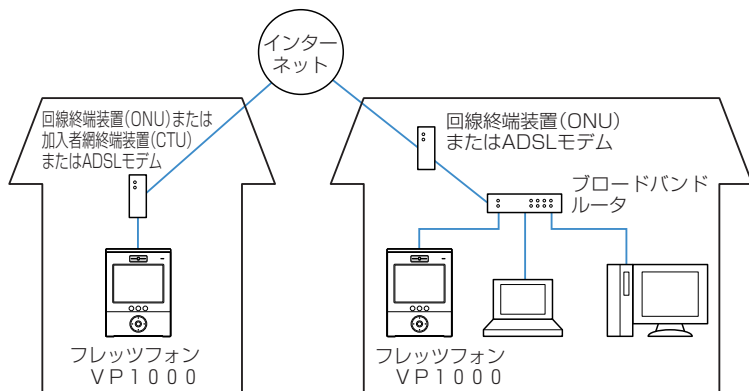 インター
ネット
回線終端装置(ONU)または
加入者網終端装置(CTU)
またはADSLモデム
フレッツフォン
VP1000
回線終端装置(ONU)
またはADSLモデム
ブロードバンド
ルータ
フレッツフォン
VP1000